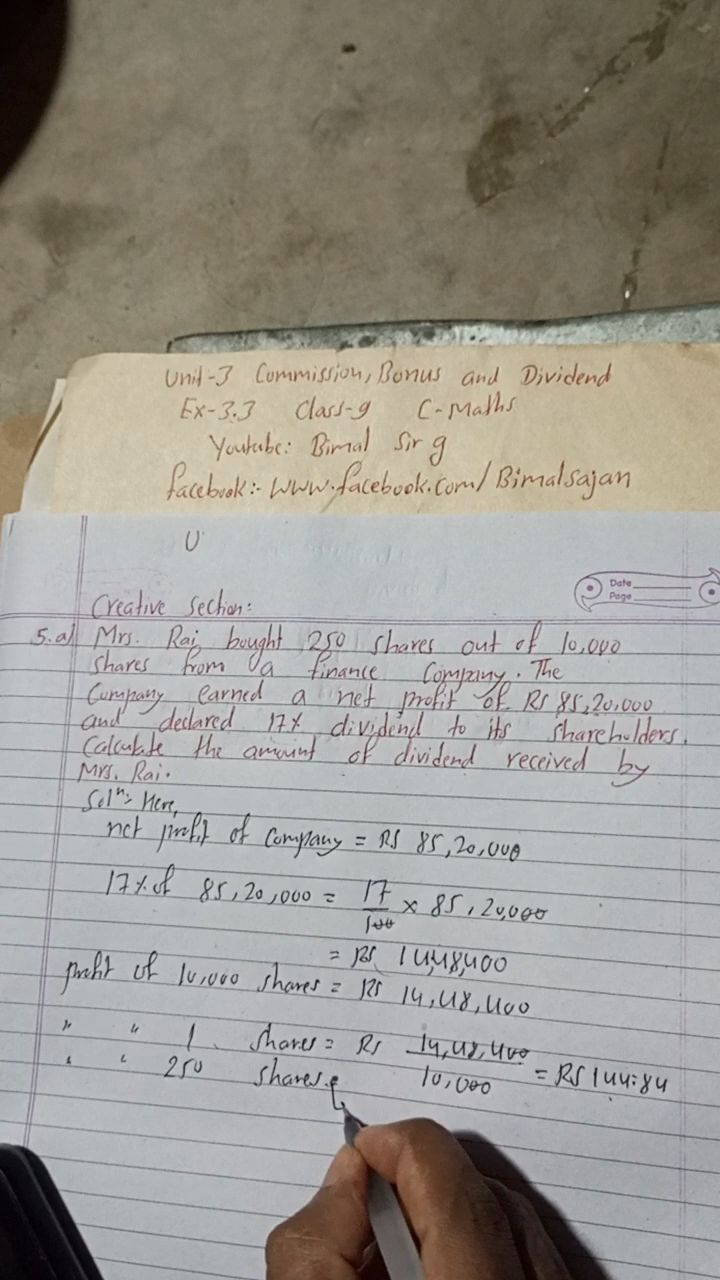 Unit-3 Commission, Bonus and Dividend
Ex-3.3 Class-9 C-Maths
Youtube: Bimal Sir g
facebook:- www.facebook.com/Bimalsajan
U
Date
Page
Creative Section:
5.a) Mrs. Rai bought 250 shares out of 10,000
shares from a finance Company. The
Company earned a net profit of RS 85,20,000
and declared 17% dividend to its shareholders.
Calculate the amount of dividend received by
Mrs. Rai.
Solⁿ:- Here,
net profit of Company = RS 85,20,000
17% of 85,20,000 = 17/100 × 85,20,000
= RS 14,48,400
profit of 10,000 shares = RS 14,48,400
" " 1 shares = RS 14,48,400/10,000 = RS 144.84
" " 250 shares